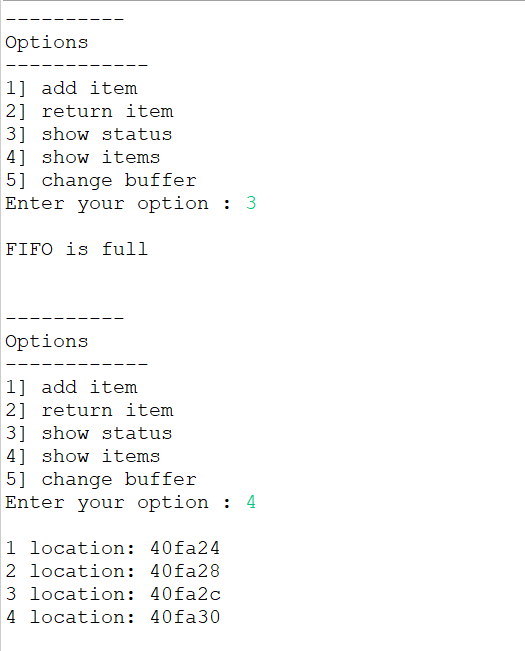 ----------
Options
------------
1] add item
2] return item
3] show status
4] show items
5] change buffer
Enter your option : 3
FIFO is full
----------
Options
------------
1] add item
2] return item
3] show status
4] show items
5] change buffer
Enter your option : 4
1 location: 40fa24
2 location: 40fa28
3 location: 40fa2c
4 location: 40fa30